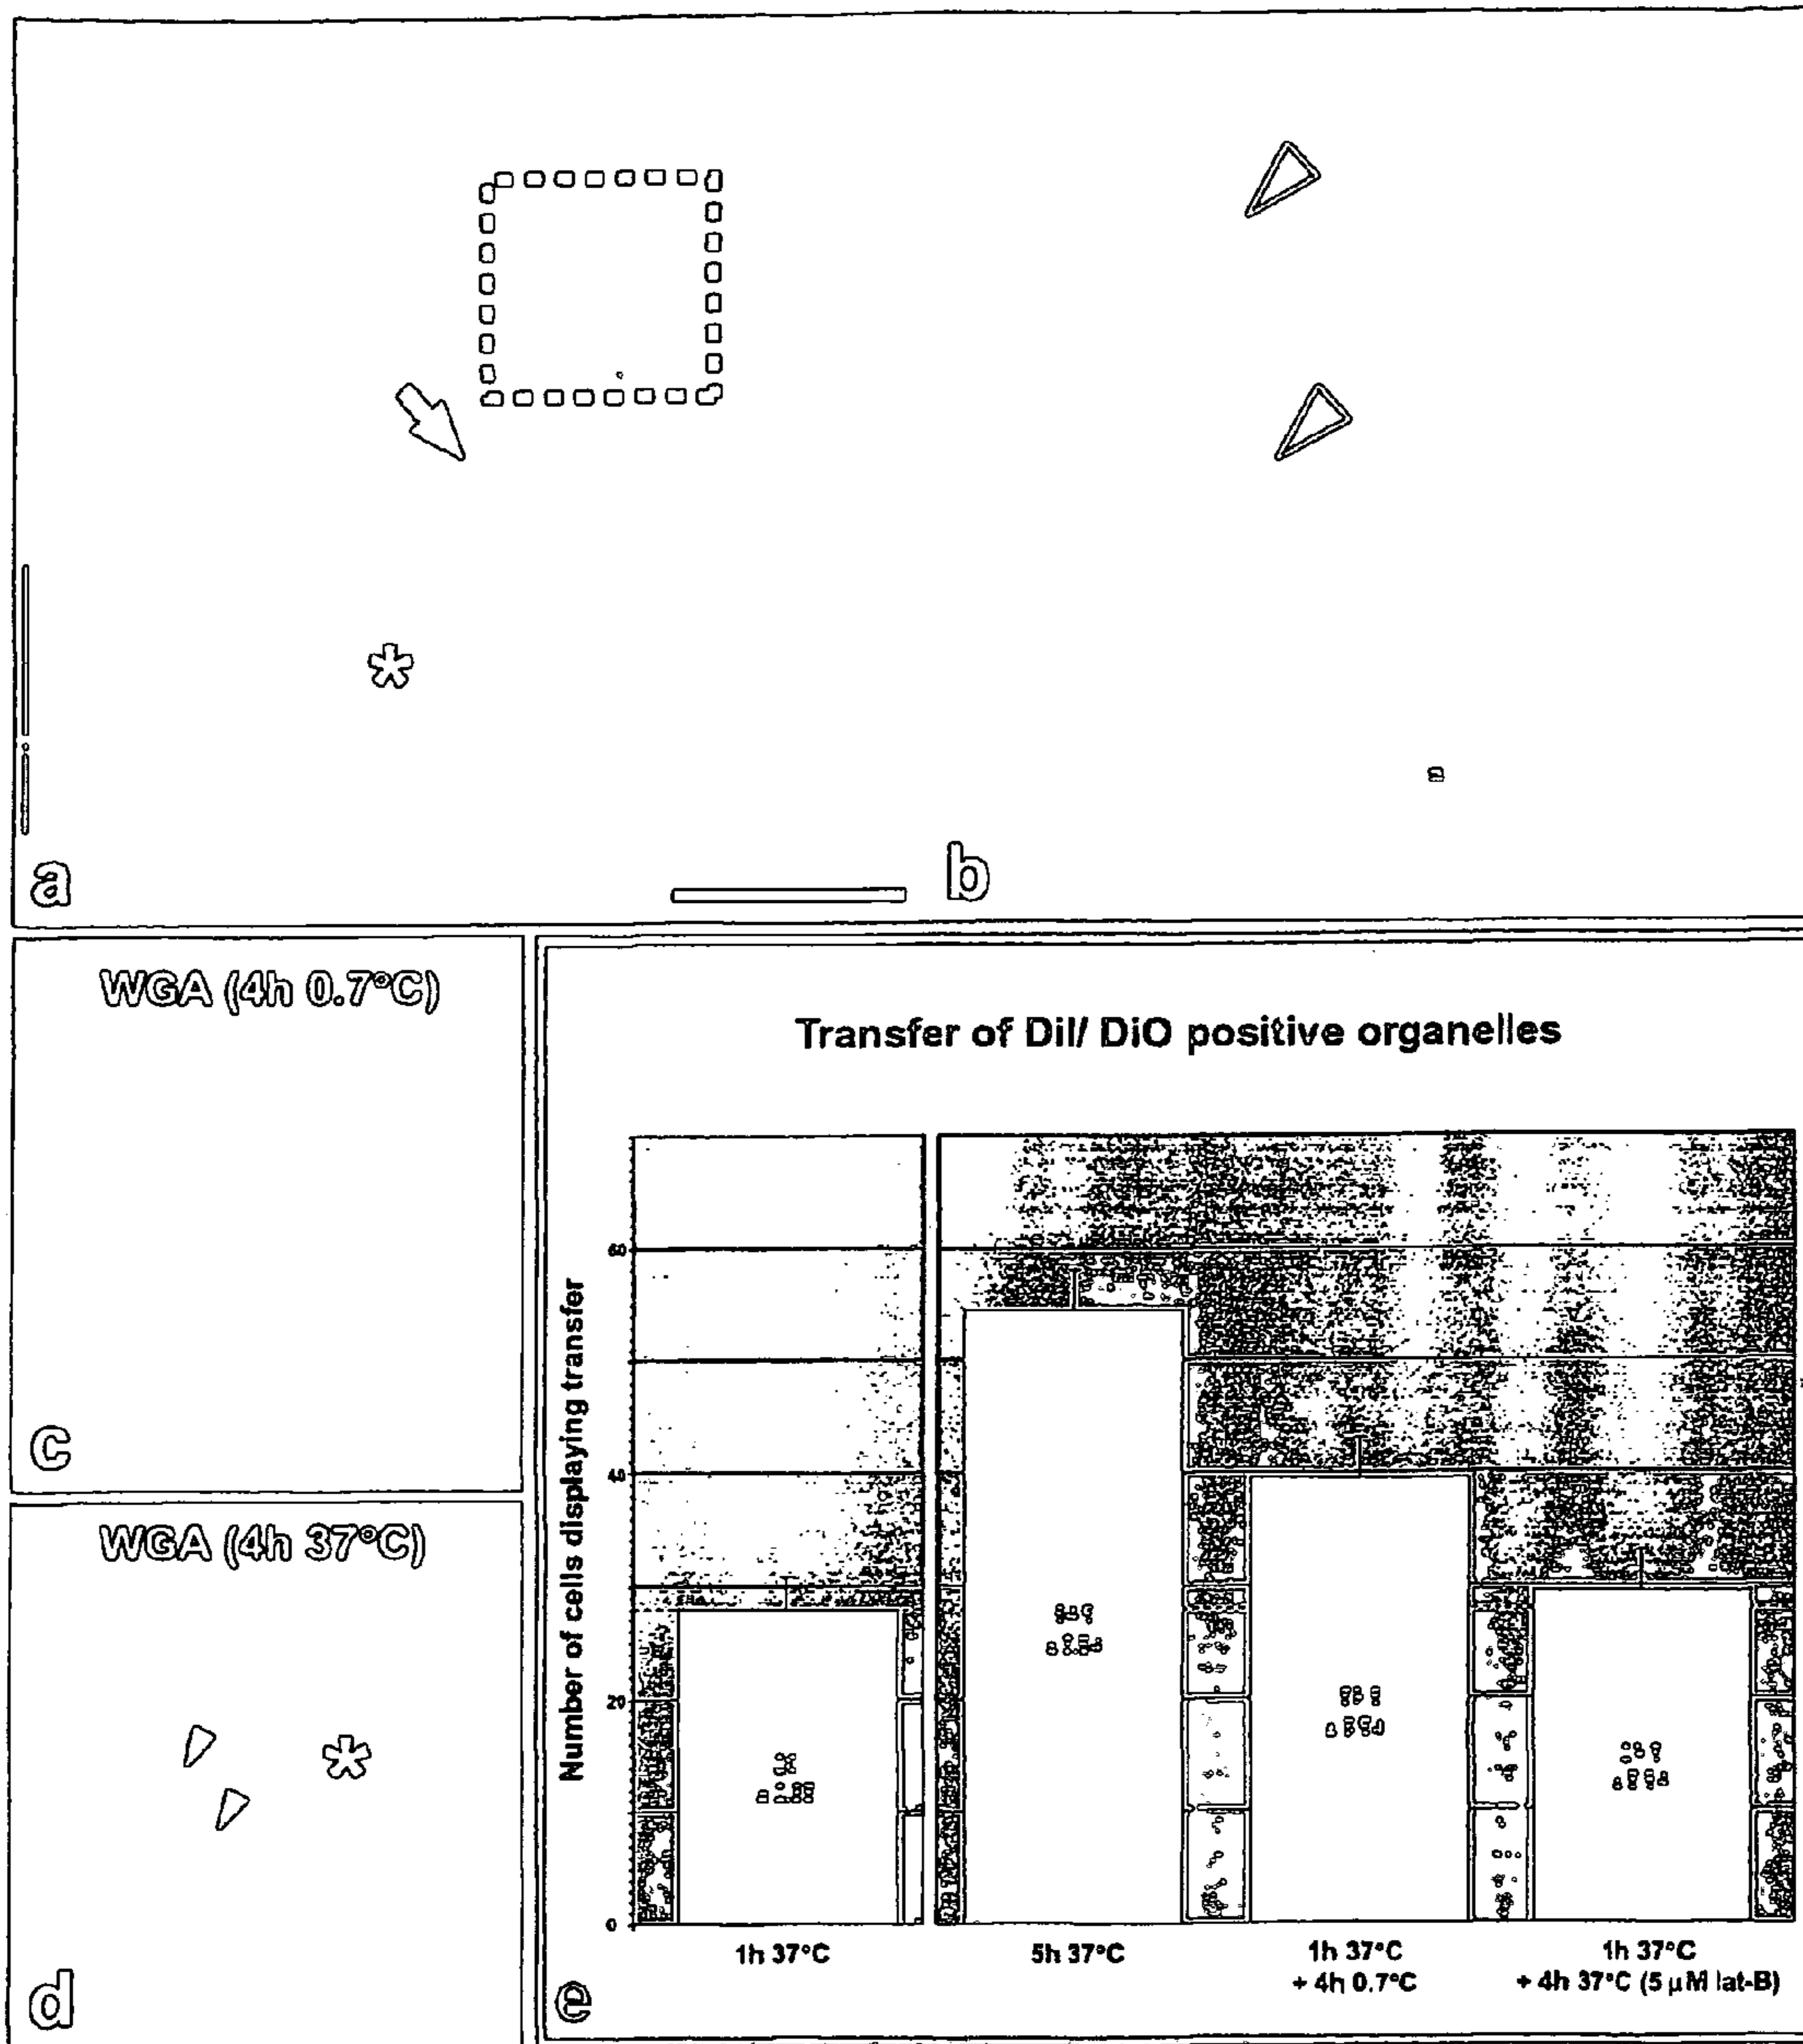 a
b
WGA (4h 0.7°C)
c
WGA (4h 37°C)
d
Transfer of DiI/ DiO positive organelles
Number of cells displaying transfer
60
40
20
0
1h 37°C
5h 37°C
1h 37°C
+ 4h 0.7°C
1h 37°C
+ 4h 37°C (5 µM lat-B)
e